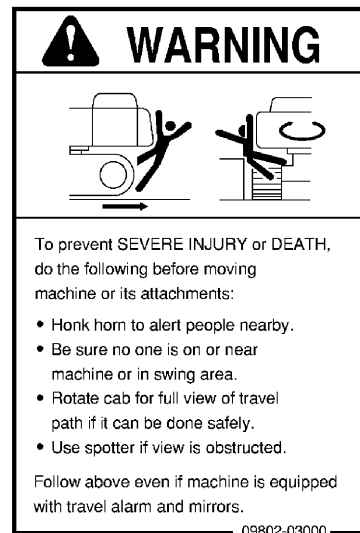 WARNING
To prevent SEVERE INJURY or DEATH,
do the following before moving
machine or its attachments:
• Honk horn to alert people nearby.
• Be sure no one is on or near
machine or in swing area.
• Rotate cab for full view of travel
path if it can be done safely.
• Use spotter if view is obstructed.
Follow above even if machine is equipped
with travel alarm and mirrors.
09802-03000